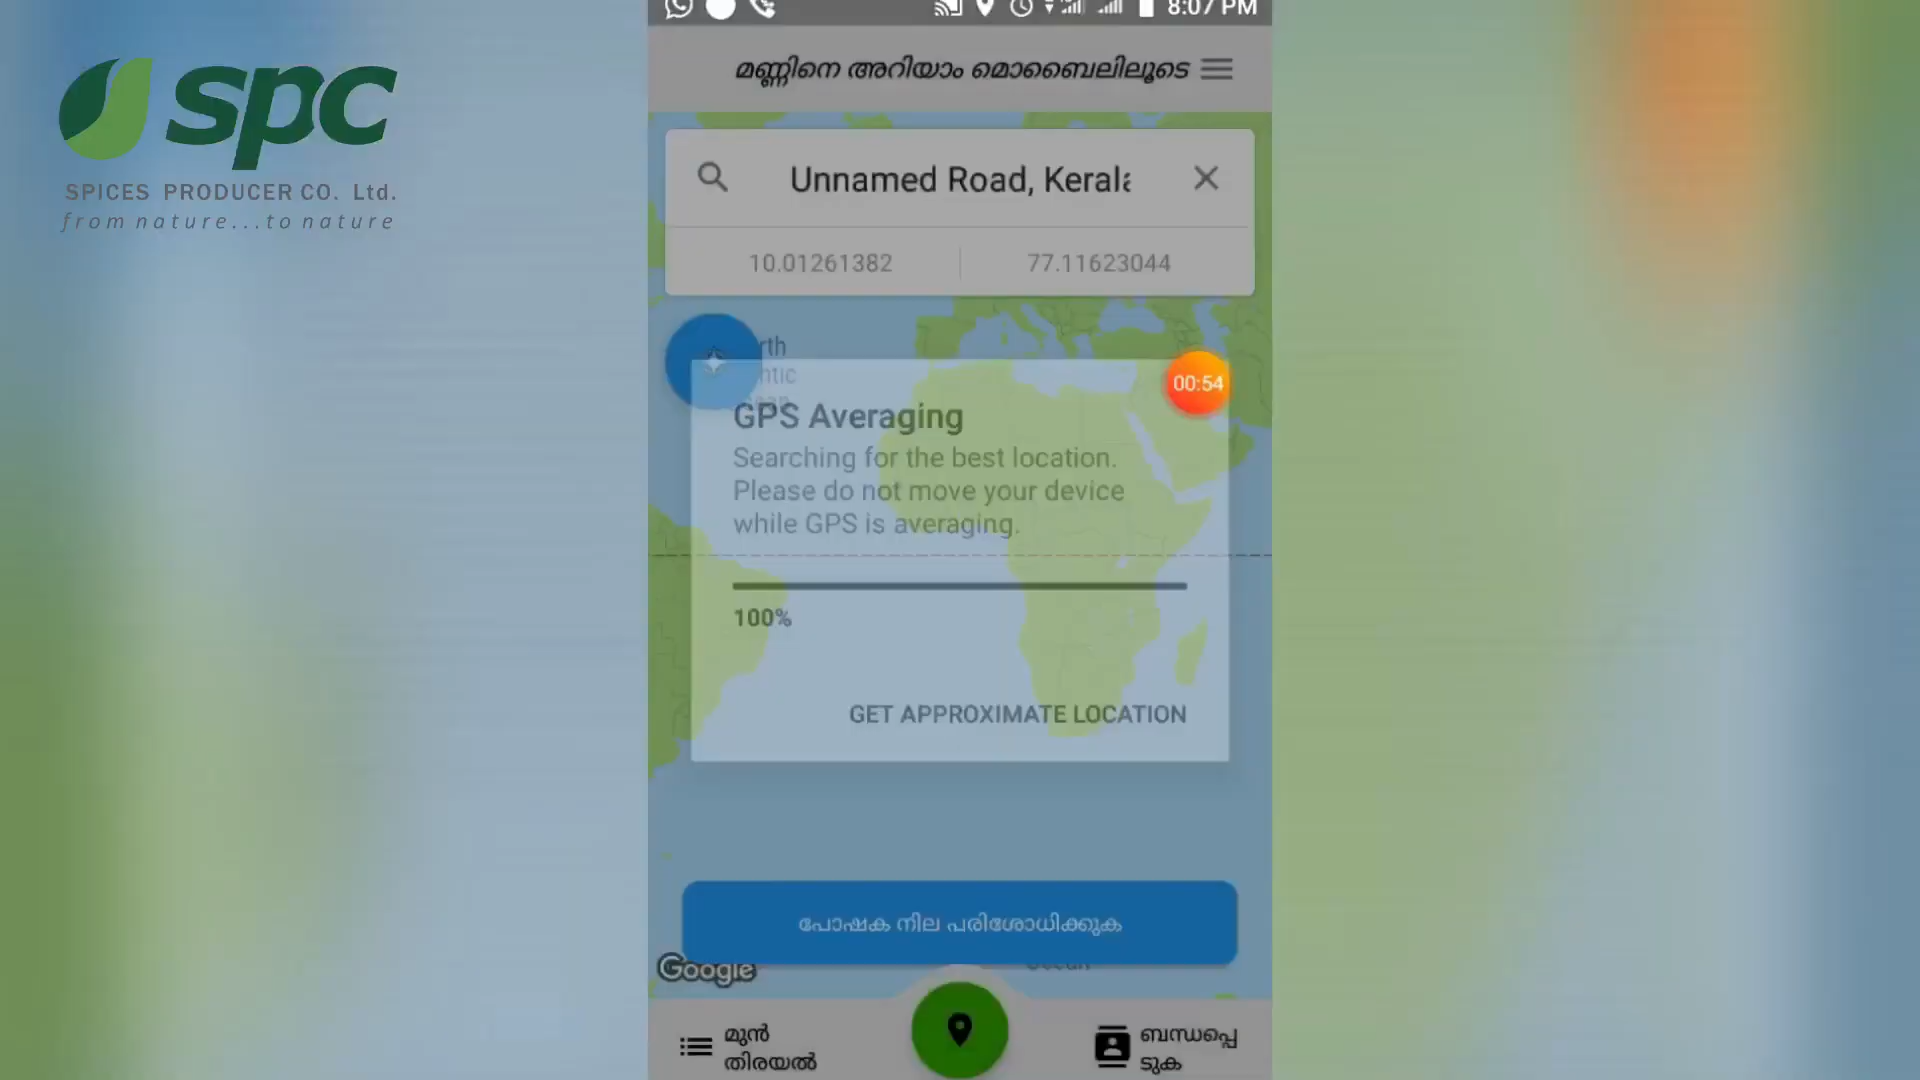 spc
SPICES PRODUCER CO. Ltd.
from nature...to nature
8:07 PM
മണ്ണിനെ അറിയാം മൊബൈലിലൂടെ
Unnamed Road, Kerala
10.01261382
77.11623044
00:54
GPS Averaging
Searching for the best location.
Please do not move your device
while GPS is averaging.
100%
GET APPROXIMATE LOCATION
പോഷക നില പരിശോധിക്കുക
Google
മുൻ
തിരയൽ
ബന്ധപ്പെ
ടുക